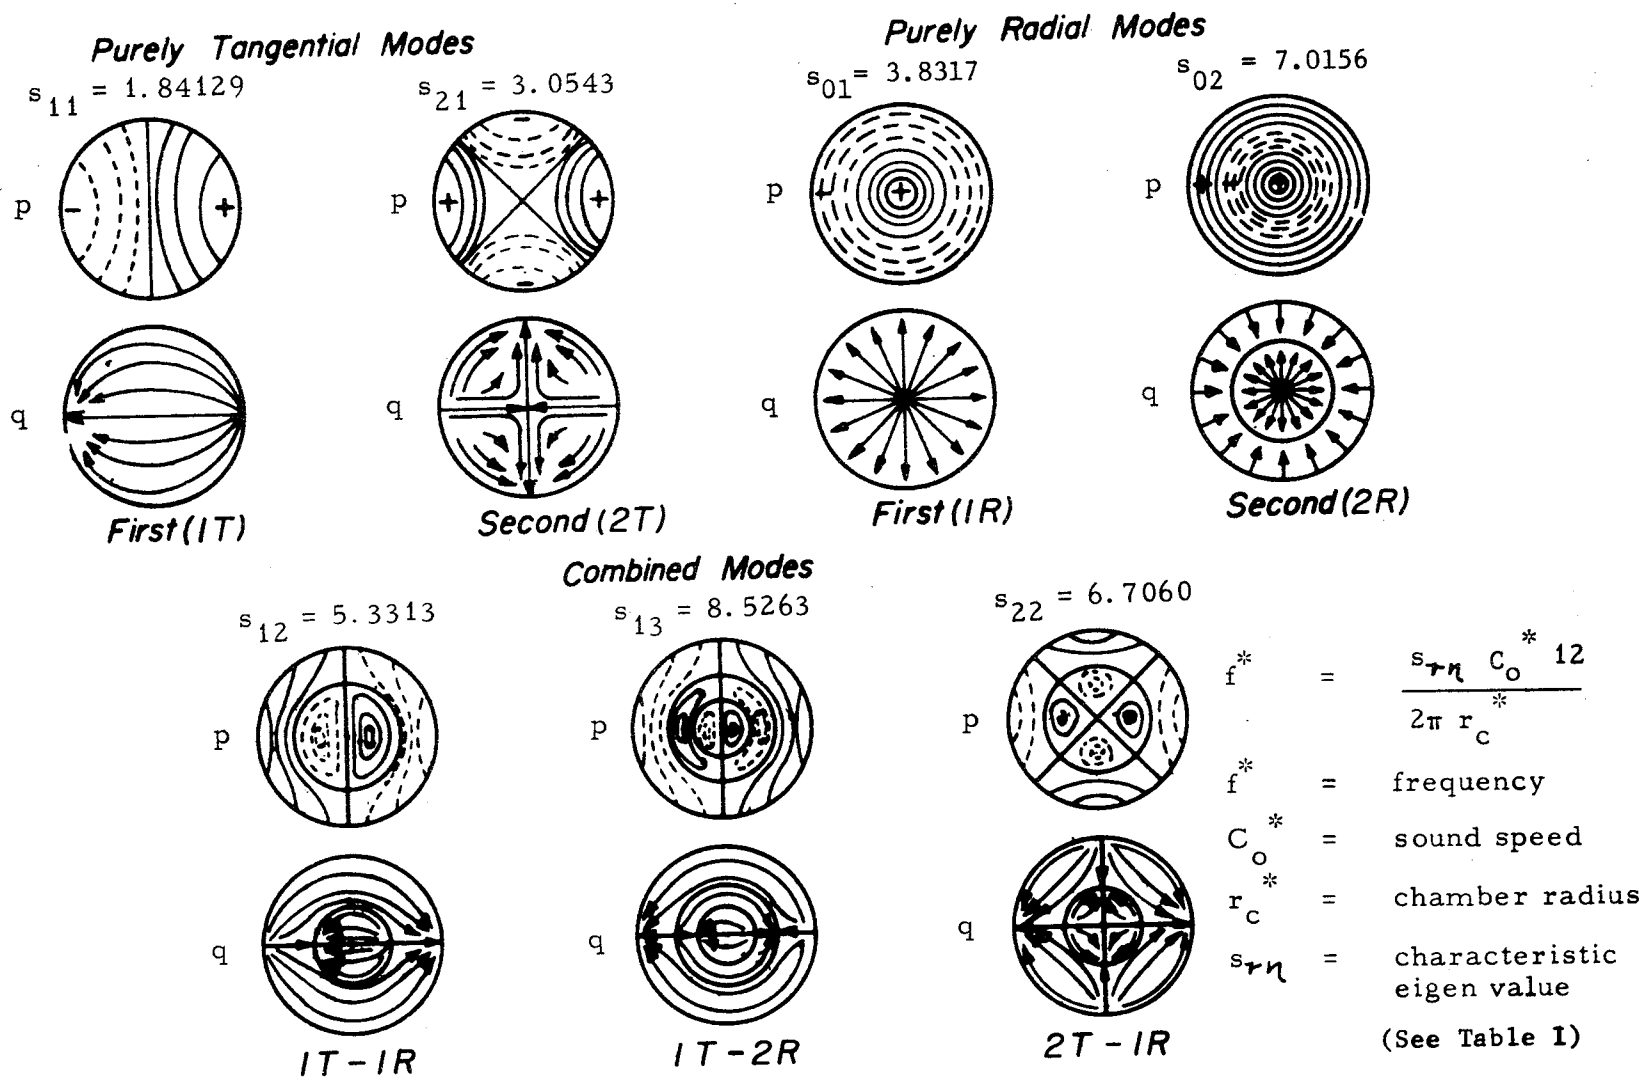 Purely Tangential Modes
s11 = 1.84129
s21 = 3.0543
Purely Radial Modes
s01 = 3.8317
s02 = 7.0156
p - +
p + - + -
p + - +
p
q
q
q
q
First (1T)
Second (2T)
First (1R)
Second (2R)
Combined Modes
s12 = 5.3313
s13 = 8.5263
s22 = 6.7060
p
p
p
q
q
q
1T-1R
1T-2R
2T-1R
f* = srη Co* 12 / 2π rc*
f* = frequency
Co* = sound speed
rc* = chamber radius
srη = characteristic
eigen value
(See Table I)